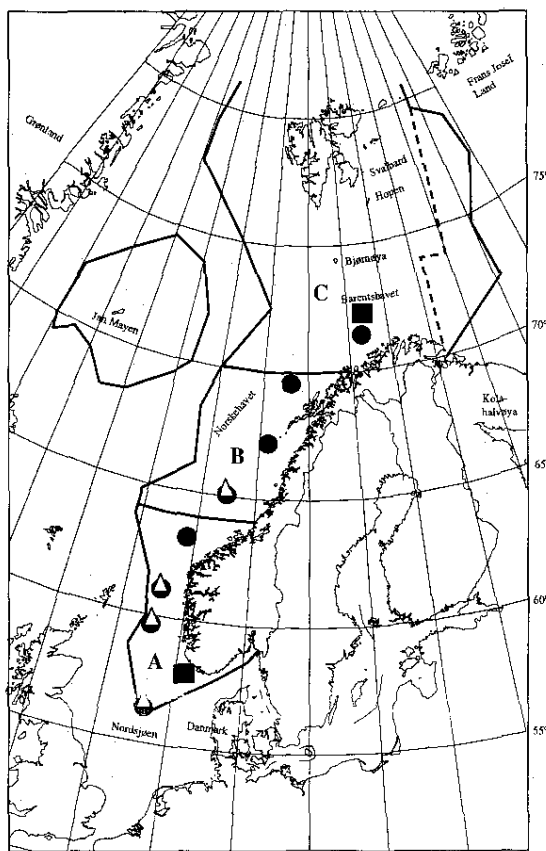 Frans Josef
Land
Grønland
Svalbard
75°
Hopen
Bjørnøya
C
Barentshavet
Jan Mayen
70°
Kola-
halvøya
Norskehavet
B
65°
60°
A
Nordsjøen
Danmark
55°